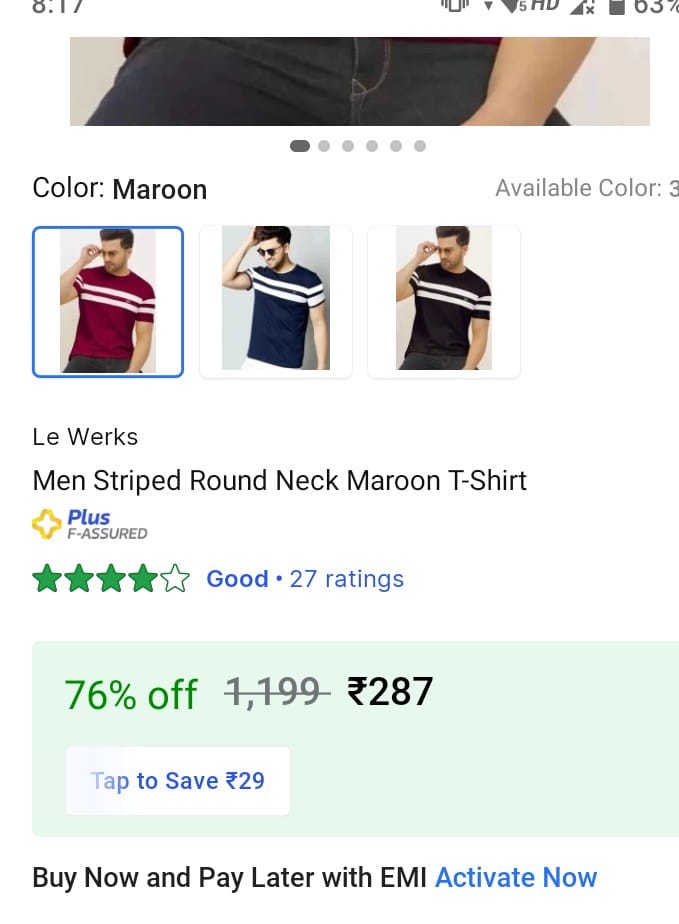 8:17
5 HD 63%
Color: Maroon
Available Color: 3
Le Werks
Men Striped Round Neck Maroon T-Shirt
Plus
F-ASSURED
Good • 27 ratings
76% off 1,199 ₹287
Tap to Save ₹29
Buy Now and Pay Later with EMI Activate Now